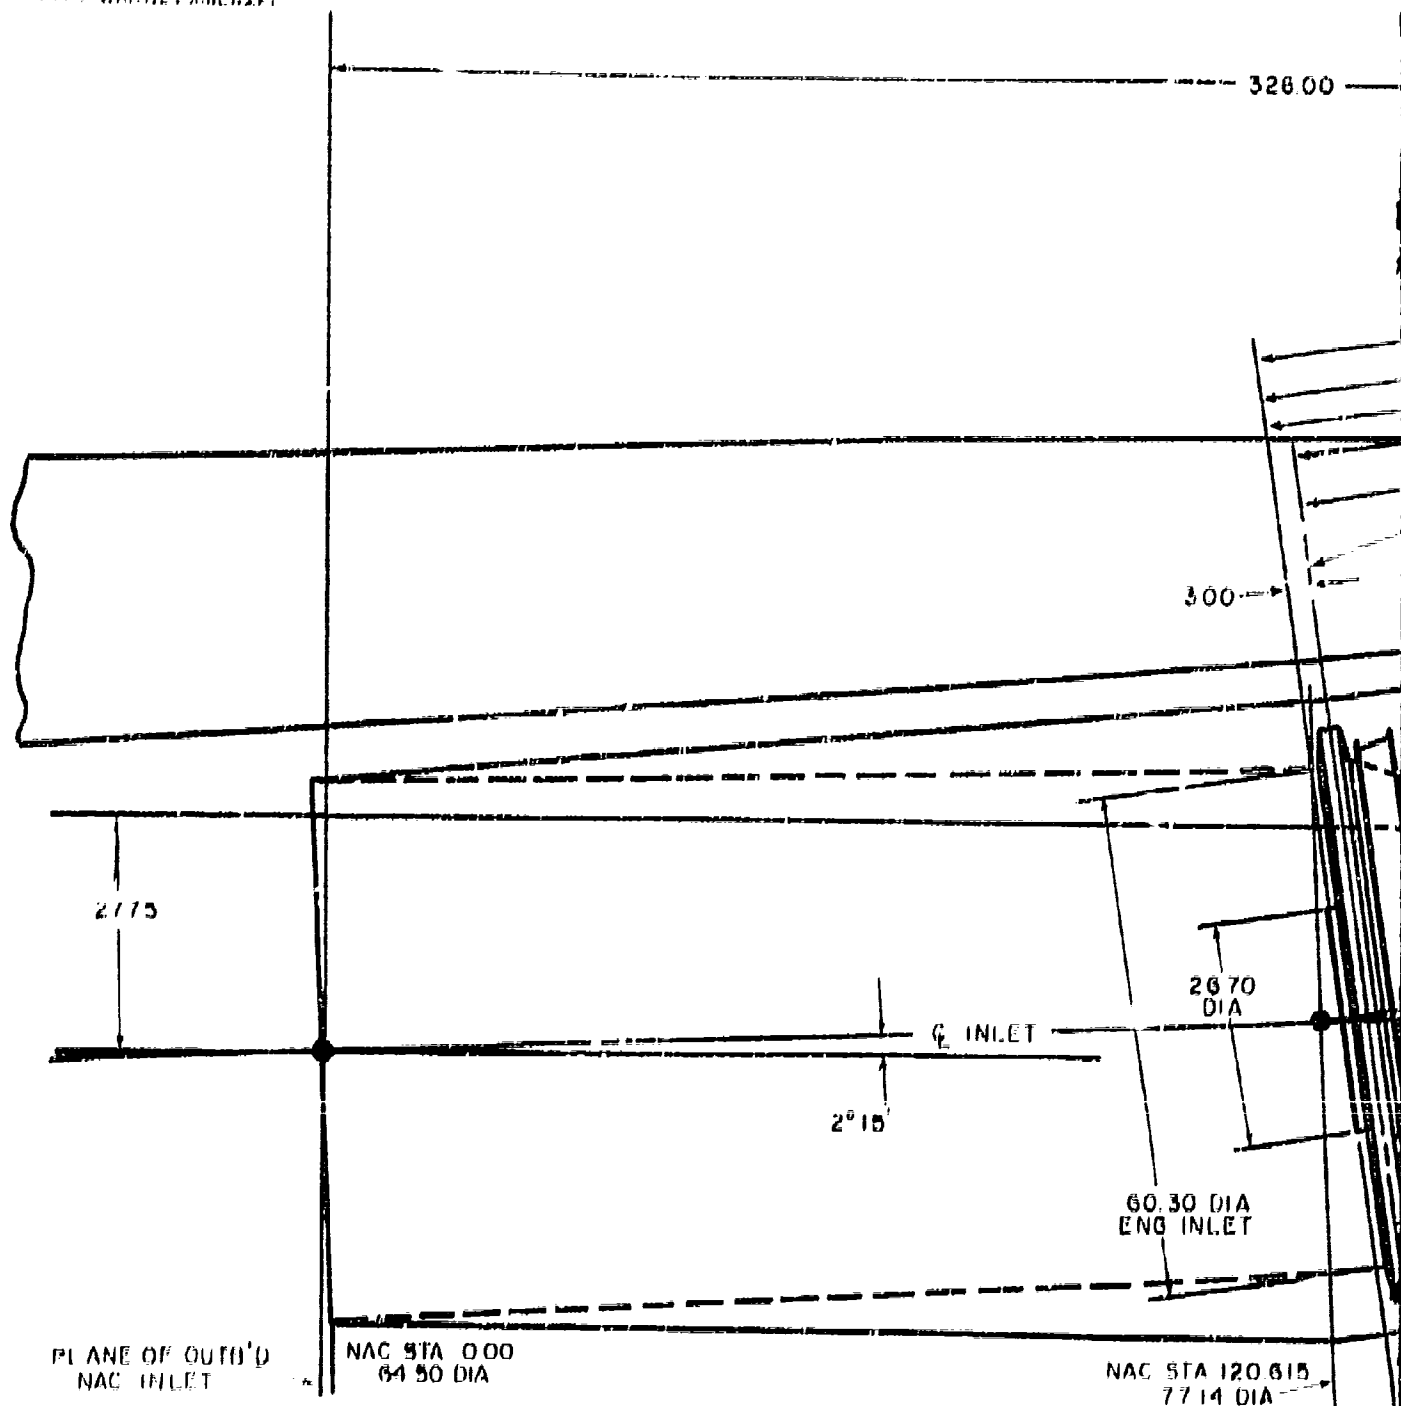 328.00
3.00
27.75
26.70
DIA
℄ INLET
2°15'
60.30 DIA
ENG INLET
PLANE OF OUTB'D
NAC INLET
NAC STA 0.00
64.50 DIA
NAC STA 120.615
77.14 DIA